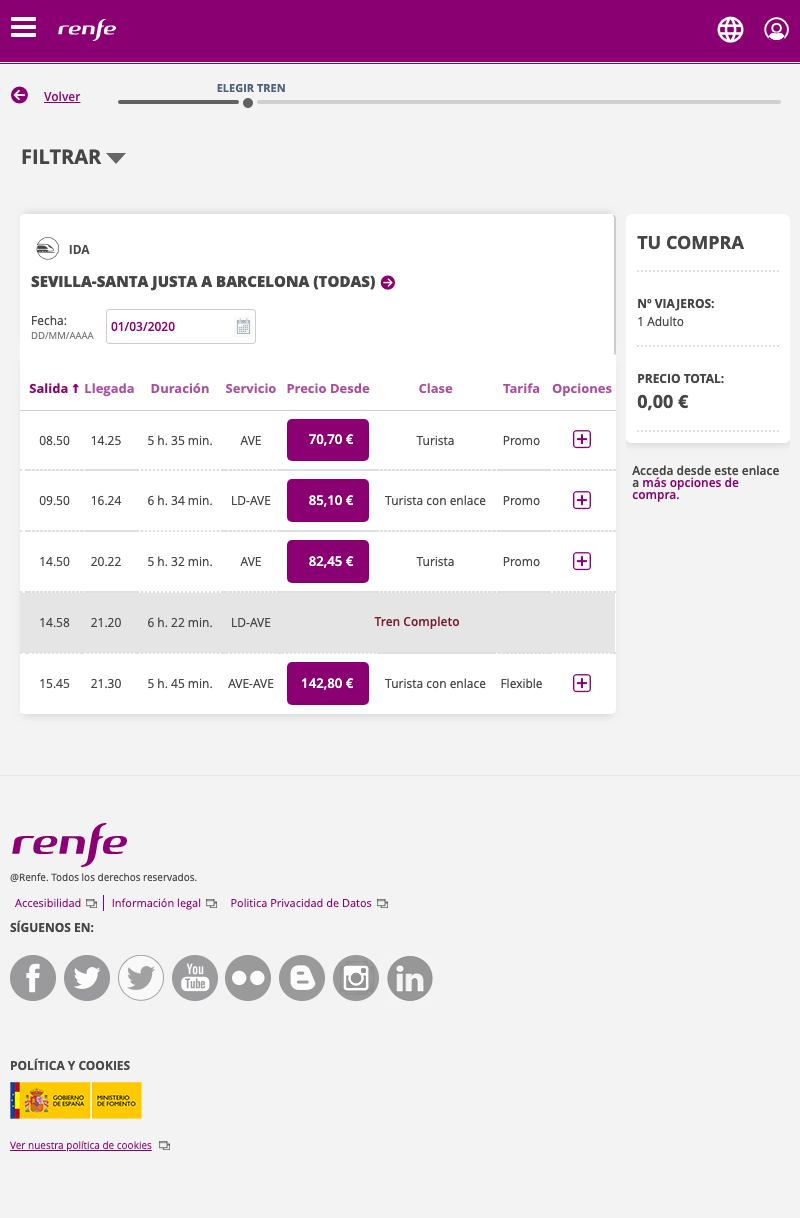 renfe
ELEGIR TREN
Volver
FILTRAR
IDA
SEVILLA-SANTA JUSTA A BARCELONA (TODAS)
Fecha:
DD/MM/AAAA
01/03/2020
Salida ↑ Llegada Duración Servicio Precio Desde Clase Tarifa Opciones
08.50 14.25 5 h. 35 min. AVE 70,70 € Turista Promo
09.50 16.24 6 h. 34 min. LD-AVE 85,10 € Turista con enlace Promo
14.50 20.22 5 h. 32 min. AVE 82,45 € Turista Promo
14.58 21.20 6 h. 22 min. LD-AVE Tren Completo
15.45 21.30 5 h. 45 min. AVE-AVE 142,80 € Turista con enlace Flexible
TU COMPRA
Nº VIAJEROS:
1 Adulto
PRECIO TOTAL:
0,00 €
Acceda desde este enlace
a más opciones de
compra.
renfe
@Renfe. Todos los derechos reservados.
Accesibilidad Información legal Politica Privacidad de Datos
SÍGUENOS EN:
You
Tube
in
POLÍTICA Y COOKIES
GOBIERNO
DE ESPAÑA
MINISTERIO
DE FOMENTO
Ver nuestra política de cookies